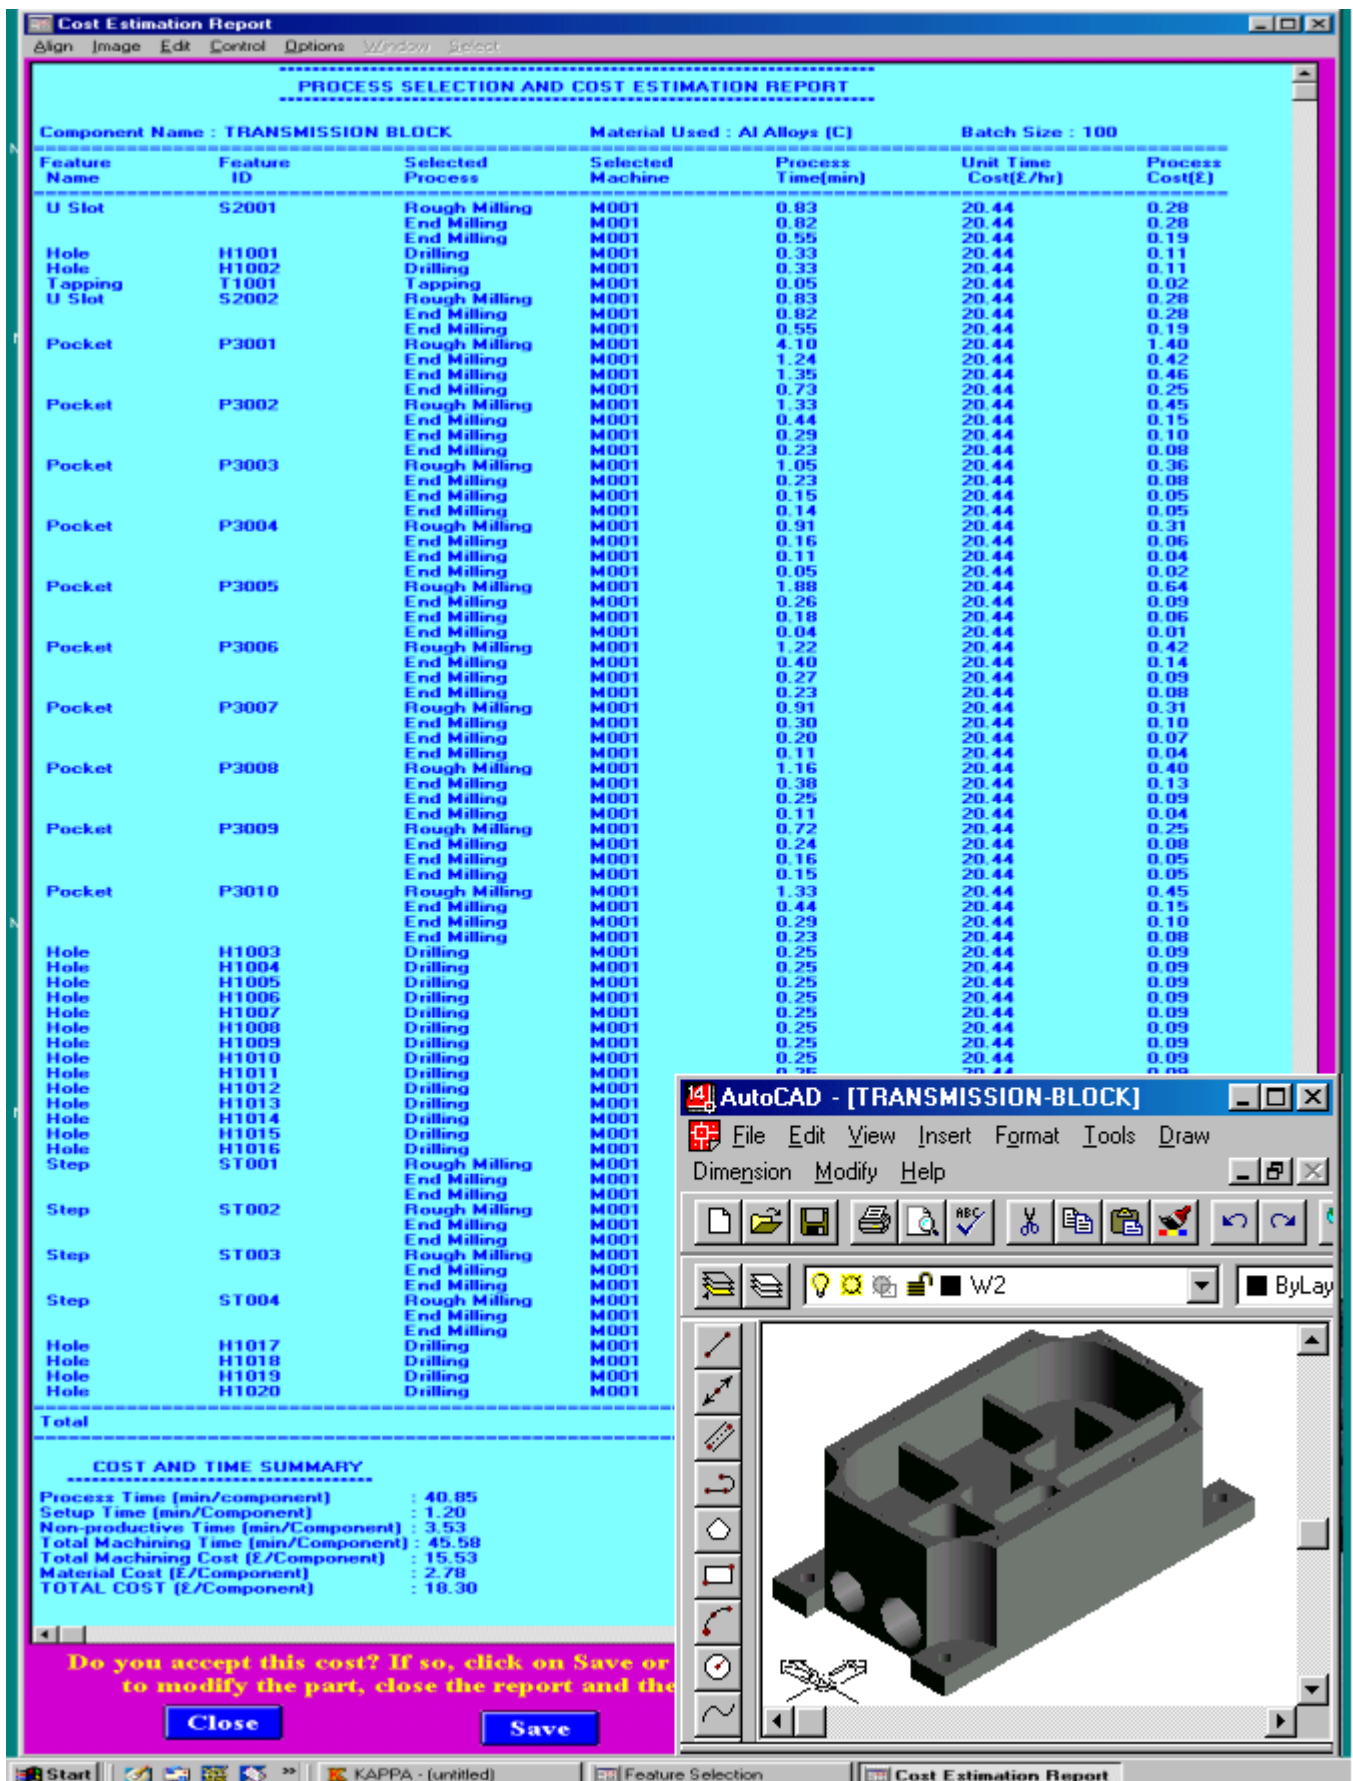 Cost Estimation Report
Align Image Edit Control Options Window Select
PROCESS SELECTION AND COST ESTIMATION REPORT
Component Name : TRANSMISSION BLOCK Material Used : Al Alloys (C) Batch Size : 100
Feature Feature Selected Selected Process Unit Time Process
Name ID Process Machine Time(min) Cost(£/hr) Cost(£)
U Slot S2001 Rough Milling M001 0.83 20.44 0.28
End Milling M001 0.82 20.44 0.28
End Milling M001 0.55 20.44 0.19
Hole H1001 Drilling M001 0.33 20.44 0.11
Hole H1002 Drilling M001 0.33 20.44 0.11
Tapping T1001 Tapping M001 0.05 20.44 0.02
U Slot S2002 Rough Milling M001 0.83 20.44 0.28
End Milling M001 0.82 20.44 0.28
End Milling M001 0.55 20.44 0.19
Pocket P3001 Rough Milling M001 4.10 20.44 1.40
End Milling M001 1.24 20.44 0.42
End Milling M001 1.35 20.44 0.46
End Milling M001 0.73 20.44 0.25
Pocket P3002 Rough Milling M001 1.33 20.44 0.45
End Milling M001 0.44 20.44 0.15
End Milling M001 0.29 20.44 0.10
End Milling M001 0.23 20.44 0.08
Pocket P3003 Rough Milling M001 1.05 20.44 0.36
End Milling M001 0.23 20.44 0.08
End Milling M001 0.15 20.44 0.05
End Milling M001 0.14 20.44 0.05
Pocket P3004 Rough Milling M001 0.91 20.44 0.31
End Milling M001 0.16 20.44 0.06
End Milling M001 0.11 20.44 0.04
End Milling M001 0.05 20.44 0.02
Pocket P3005 Rough Milling M001 1.88 20.44 0.64
End Milling M001 0.26 20.44 0.09
End Milling M001 0.18 20.44 0.06
End Milling M001 0.04 20.44 0.01
Pocket P3006 Rough Milling M001 1.22 20.44 0.42
End Milling M001 0.40 20.44 0.14
End Milling M001 0.27 20.44 0.09
End Milling M001 0.23 20.44 0.08
Pocket P3007 Rough Milling M001 0.91 20.44 0.31
End Milling M001 0.30 20.44 0.10
End Milling M001 0.20 20.44 0.07
End Milling M001 0.11 20.44 0.04
Pocket P3008 Rough Milling M001 1.16 20.44 0.40
End Milling M001 0.38 20.44 0.13
End Milling M001 0.25 20.44 0.09
End Milling M001 0.11 20.44 0.04
Pocket P3009 Rough Milling M001 0.72 20.44 0.25
End Milling M001 0.24 20.44 0.08
End Milling M001 0.16 20.44 0.05
End Milling M001 0.15 20.44 0.05
Pocket P3010 Rough Milling M001 1.33 20.44 0.45
End Milling M001 0.44 20.44 0.15
End Milling M001 0.29 20.44 0.10
End Milling M001 0.23 20.44 0.08
Hole H1003 Drilling M001 0.25 20.44 0.09
Hole H1004 Drilling M001 0.25 20.44 0.09
Hole H1005 Drilling M001 0.25 20.44 0.09
Hole H1006 Drilling M001 0.25 20.44 0.09
Hole H1007 Drilling M001 0.25 20.44 0.09
Hole H1008 Drilling M001 0.25 20.44 0.09
Hole H1009 Drilling M001 0.25 20.44 0.09
Hole H1010 Drilling M001 0.25 20.44 0.09
Hole H1011 Drilling M001 0.25 20.44 0.09
Hole H1012 Drilling M001
Hole H1013 Drilling M001
Hole H1014 Drilling M001
Hole H1015 Drilling M001
Hole H1016 Drilling M001
Step ST001 Rough Milling M001
End Milling M001
End Milling M001
Step ST002 Rough Milling M001
End Milling M001
End Milling M001
Step ST003 Rough Milling M001
End Milling M001
End Milling M001
Step ST004 Rough Milling M001
End Milling M001
End Milling M001
Hole H1017 Drilling M001
Hole H1018 Drilling M001
Hole H1019 Drilling M001
Hole H1020 Drilling M001
Total
COST AND TIME SUMMARY
Process Time (min/component) : 40.85
Setup Time (min/Component) : 1.20
Non-productive Time (min/Component) : 3.53
Total Machining Time (min/Component) : 45.58
Total Machining Cost (£/Component) : 15.53
Material Cost (£/Component) : 2.78
TOTAL COST (£/Component) : 18.30
Do you accept this cost? If so, click on Save or
to modify the part, close the report and the
Close Save
14 AutoCAD - [TRANSMISSION-BLOCK]
File Edit View Insert Format Tools Draw
Dimension Modify Help
ABC
W2 ByLay
Start » KAPPA - (untitled) Feature Selection Cost Estimation Report